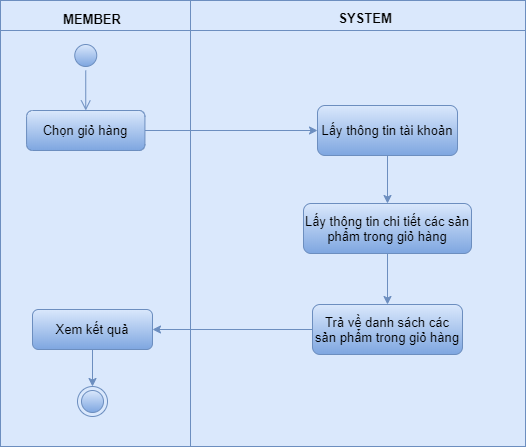 MEMBER
SYSTEM
Chọn giỏ hàng
Lấy thông tin tài khoản
Lấy thông tin chi tiết các sản
phẩm trong giỏ hàng
Trả về danh sách các
sản phẩm trong giỏ hàng
Xem kết quả